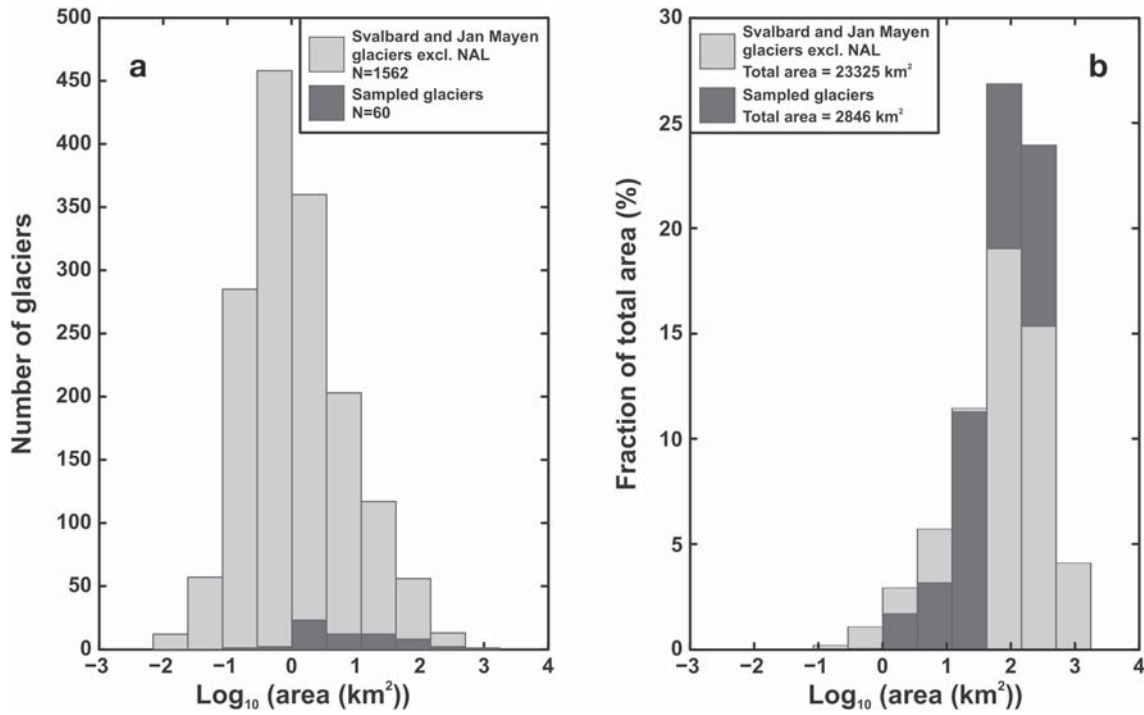 a
Svalbard and Jan Mayen
glaciers excl. NAL
N=1562
Sampled glaciers
N=60
Number of glaciers
500
450
400
350
300
250
200
150
100
50
0
−3 −2 −1 0 1 2 3 4
Log₁₀ (area (km²))
b
Svalbard and Jan Mayen
glaciers excl. NAL
Total area = 23325 km²
Sampled glaciers
Total area = 2846 km²
Fraction of total area (%)
30
25
20
15
10
5
0
−3 −2 −1 0 1 2 3 4
Log₁₀ (area (km²))